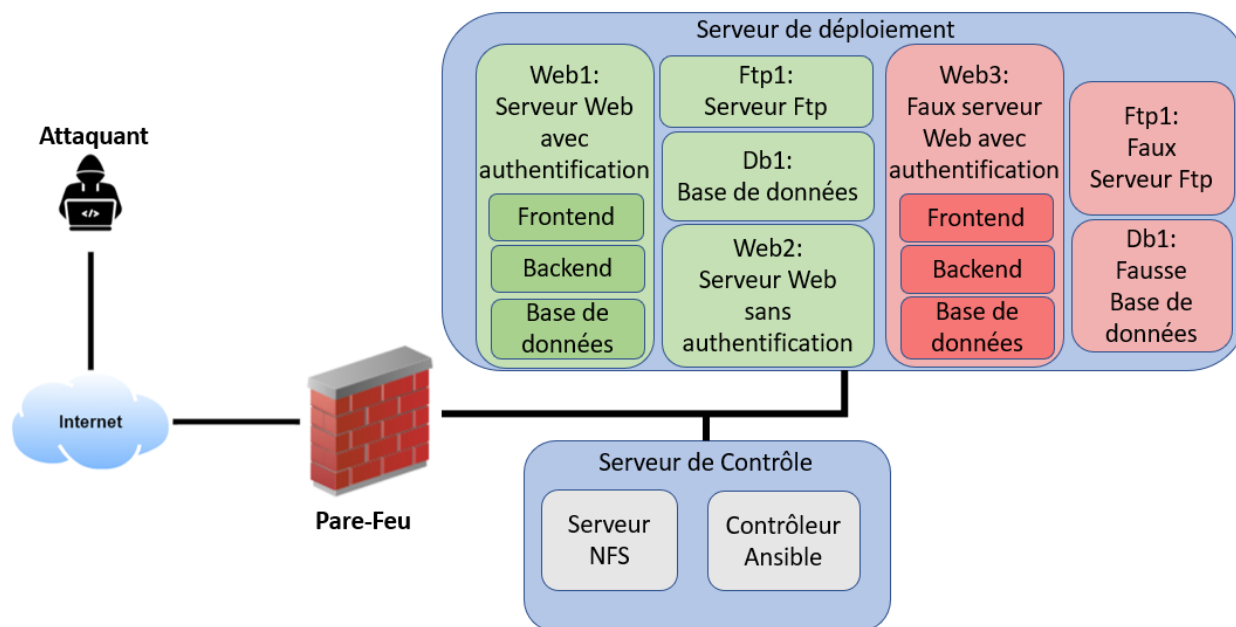 Serveur de déploiement
Web1:
Serveur Web
avec
authentification
Frontend
Backend
Base de
données
Ftp1:
Serveur Ftp
Db1:
Base de données
Web2:
Serveur Web
sans
authentification
Web3:
Faux serveur
Web avec
authentification
Frontend
Backend
Base de
données
Ftp1:
Faux
Serveur Ftp
Db1:
Fausse
Base de
données
Attaquant
</>
Internet
Pare-Feu
Serveur de Contrôle
Serveur
NFS
Contrôleur
Ansible